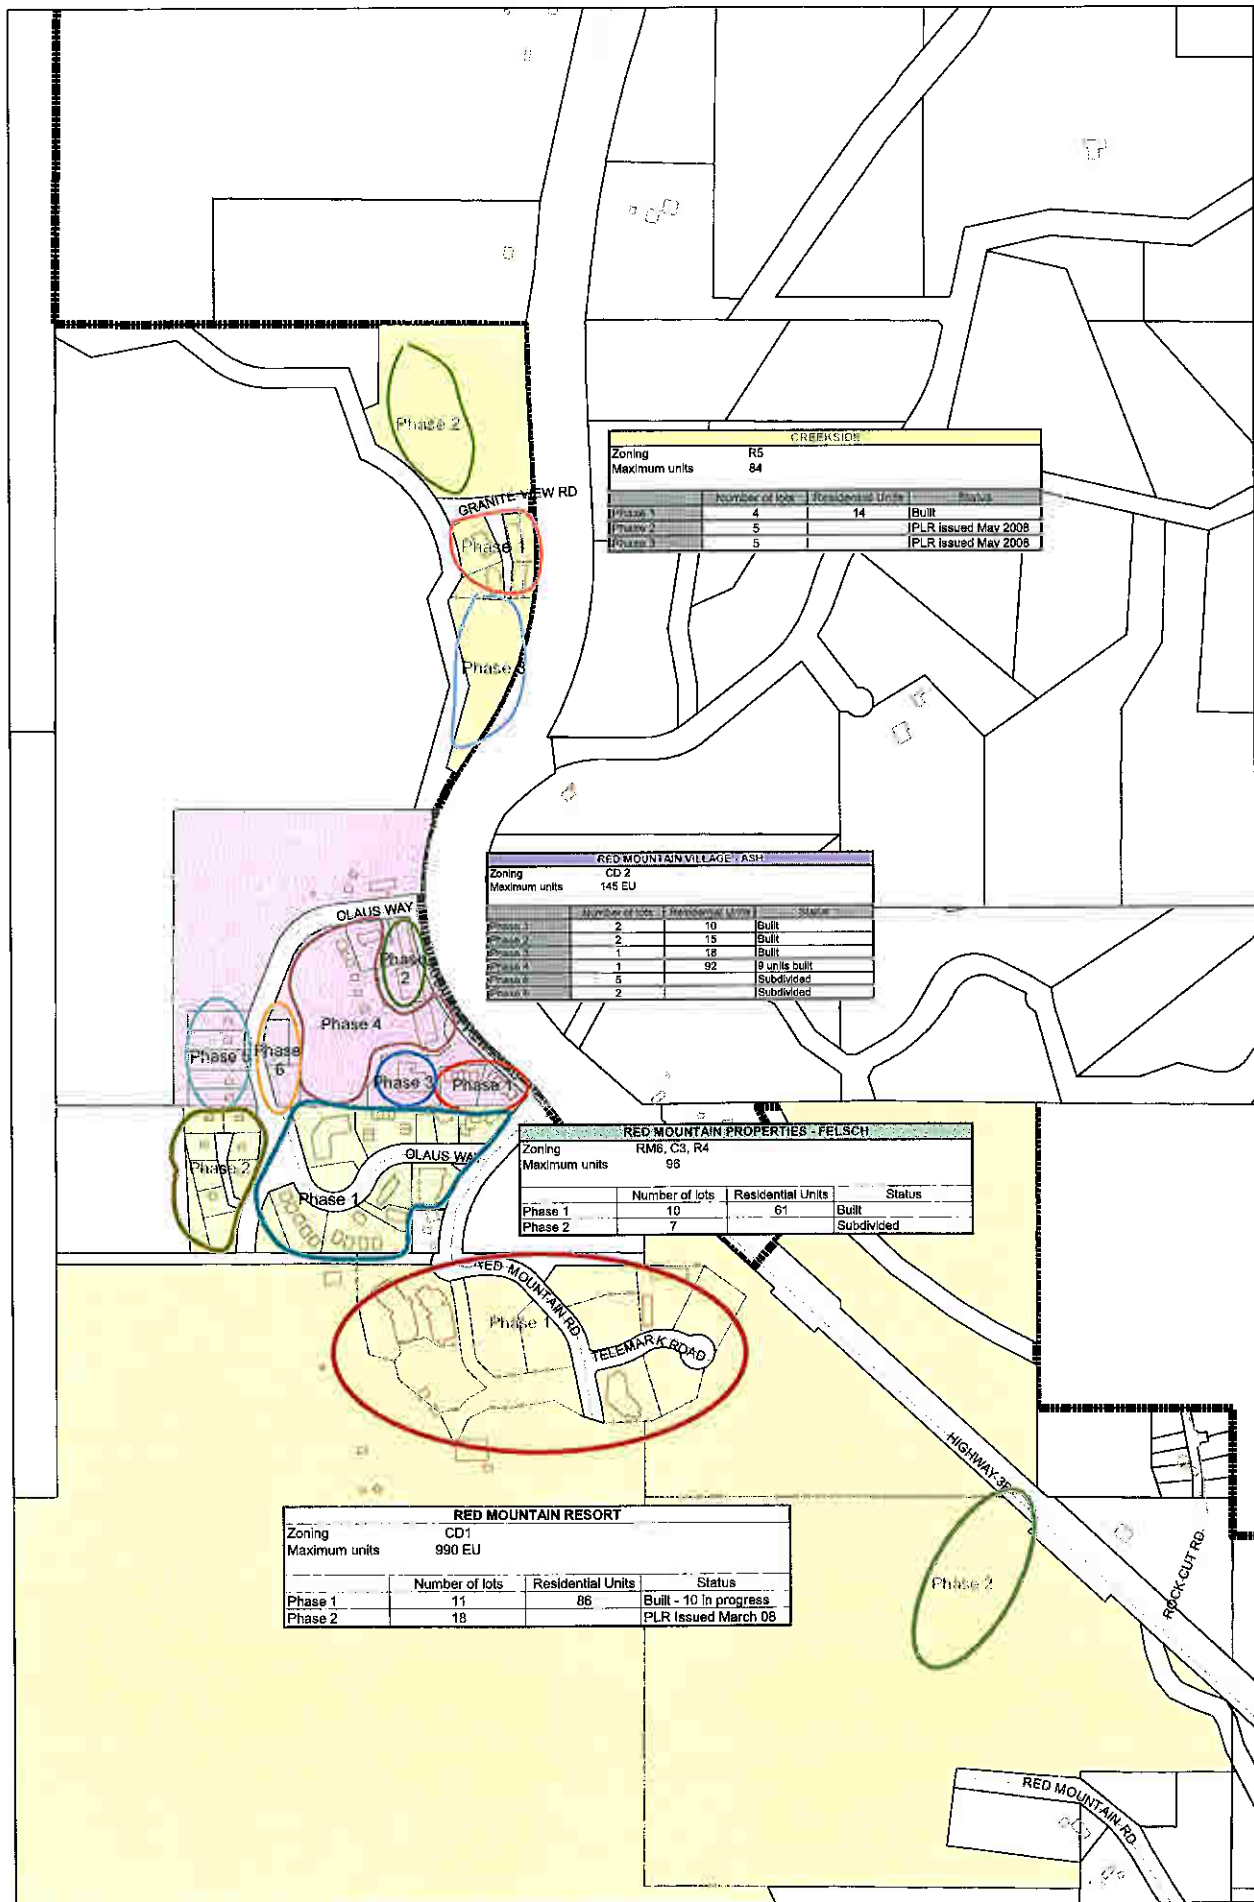 Phase 2
GRANITE VIEW RD
Phase 1
Phase
CREEKSIDE
Zoning R5
Maximum units 84
Number of lots Residential Units Status
Phase 1 4 14 Built
Phase 2 5 PLR issued May 2008
Phase 3 5 PLR issued May 2008
RED MOUNTAIN VILLAGE - ASH
Zoning CD 2
Maximum units 145 EU
Number of lots Residential Units Status
Phase 1 2 10 Built
Phase 2 2 15 Built
Phase 3 1 18 Built
Phase 4 1 92 9 units built
Phase 5 5 Subdivided
Phase 6 2 Subdivided
OLAUS WAY
Phase
2
Phase 4
Phase
Phase
6
Phase 3
Phase 1
RED MOUNTAIN PROPERTIES - FELSCH
Zoning RM6, C3, R4
Maximum units 96
Number of lots Residential Units Status
Phase 1 10 61 Built
Phase 2 7 Subdivided
OLAUS WAY
Phase 2
Phase 1
RED MOUNTAIN RD.
Phase 1
TELEMARK ROAD
HIGHWAY
RED MOUNTAIN RESORT
Zoning CD1
Maximum units 990 EU
Number of lots Residential Units Status
Phase 1 11 86 Built - 10 in progress
Phase 2 18 PLR Issued March 08
Phase 2
ROCK CUT RD.
RED MOUNTAIN RD.